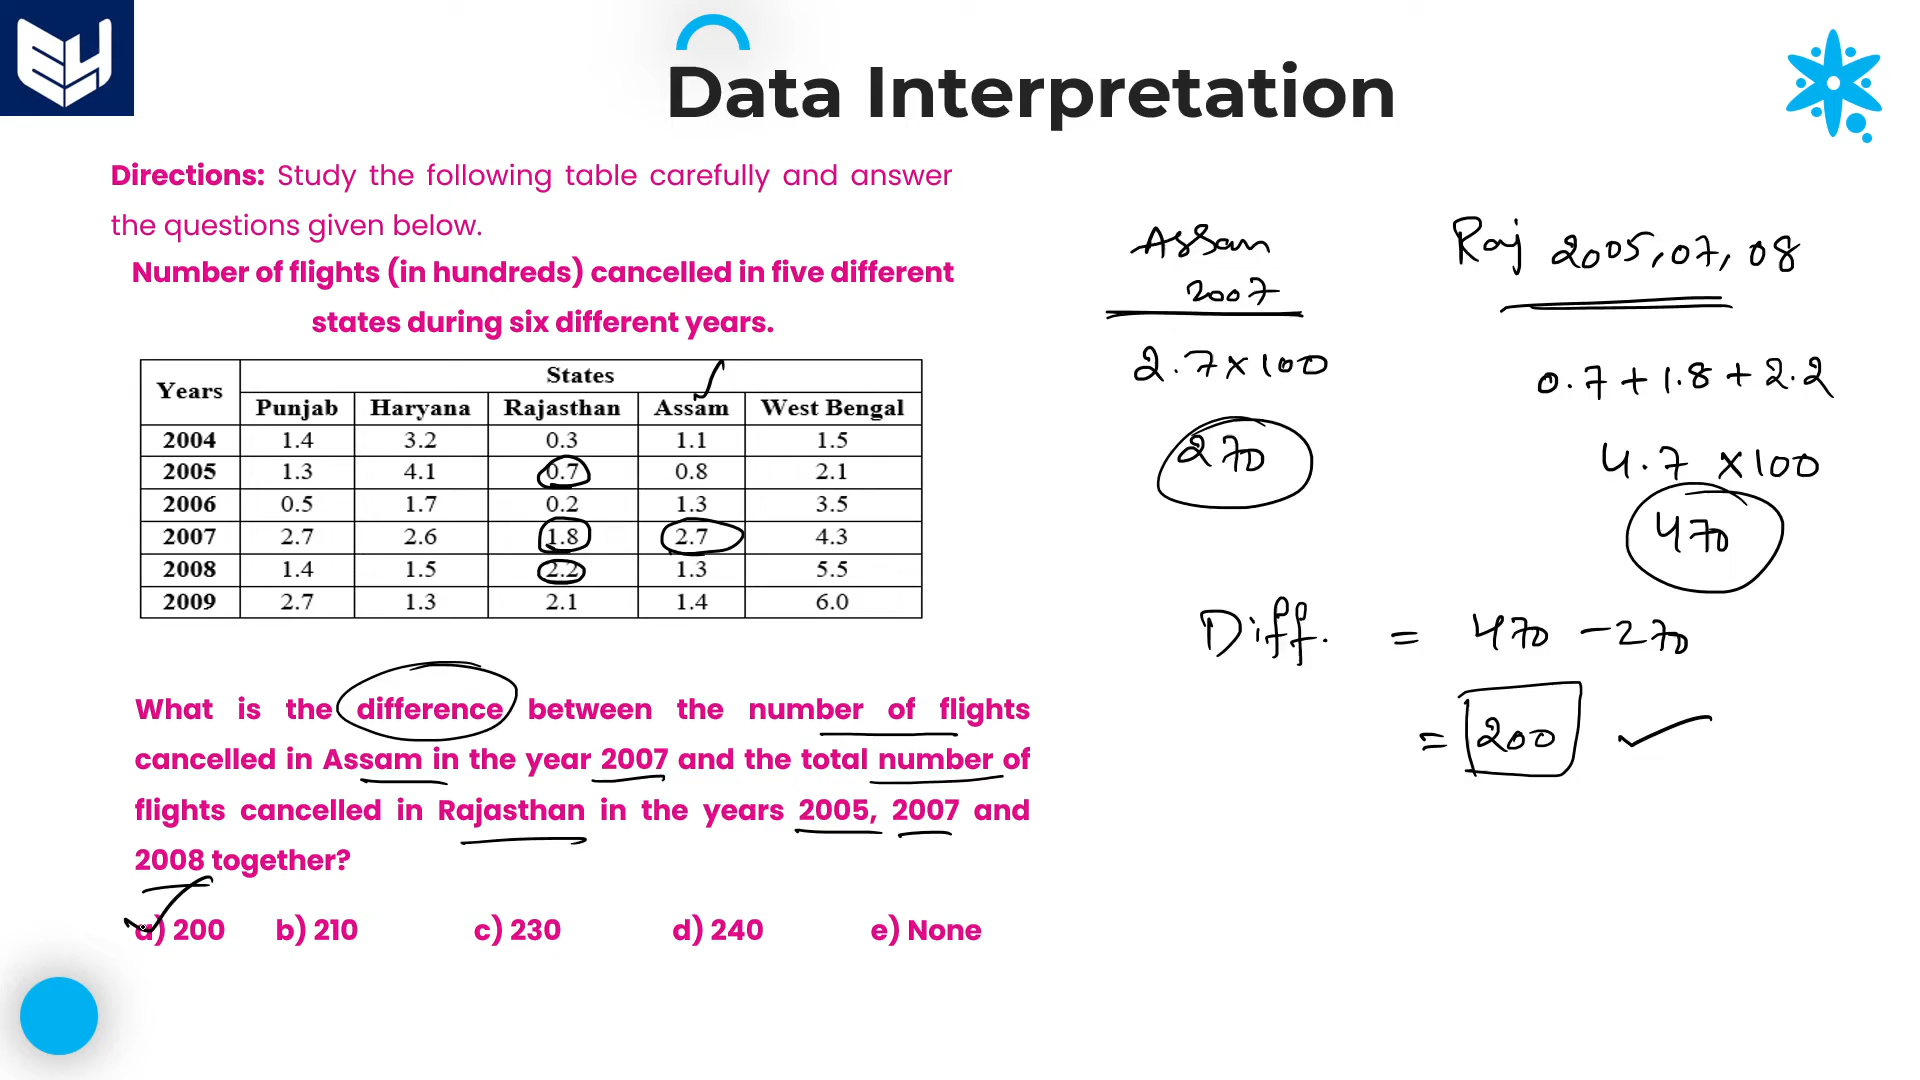 Data Interpretation
Directions: Study the following table carefully and answer
the questions given below.
Number of flights (in hundreds) cancelled in five different
states during six different years.
Years States
Punjab Haryana Rajasthan Assam West Bengal
2004 1.4 3.2 0.3 1.1 1.5
2005 1.3 4.1 0.7 0.8 2.1
2006 0.5 1.7 0.2 1.3 3.5
2007 2.7 2.6 1.8 2.7 4.3
2008 1.4 1.5 2.2 1.3 5.5
2009 2.7 1.3 2.1 1.4 6.0
What is the difference between the number of flights
cancelled in Assam in the year 2007 and the total number of
flights cancelled in Rajasthan in the years 2005, 2007 and
2008 together?
a) 200 b) 210 c) 230 d) 240 e) None
Assam
2007
2.7 x 100
270
Raj 2005, 07, 08
0.7 + 1.8 + 2.2
4.7 x 100
470
Diff. = 470 - 270
= 200